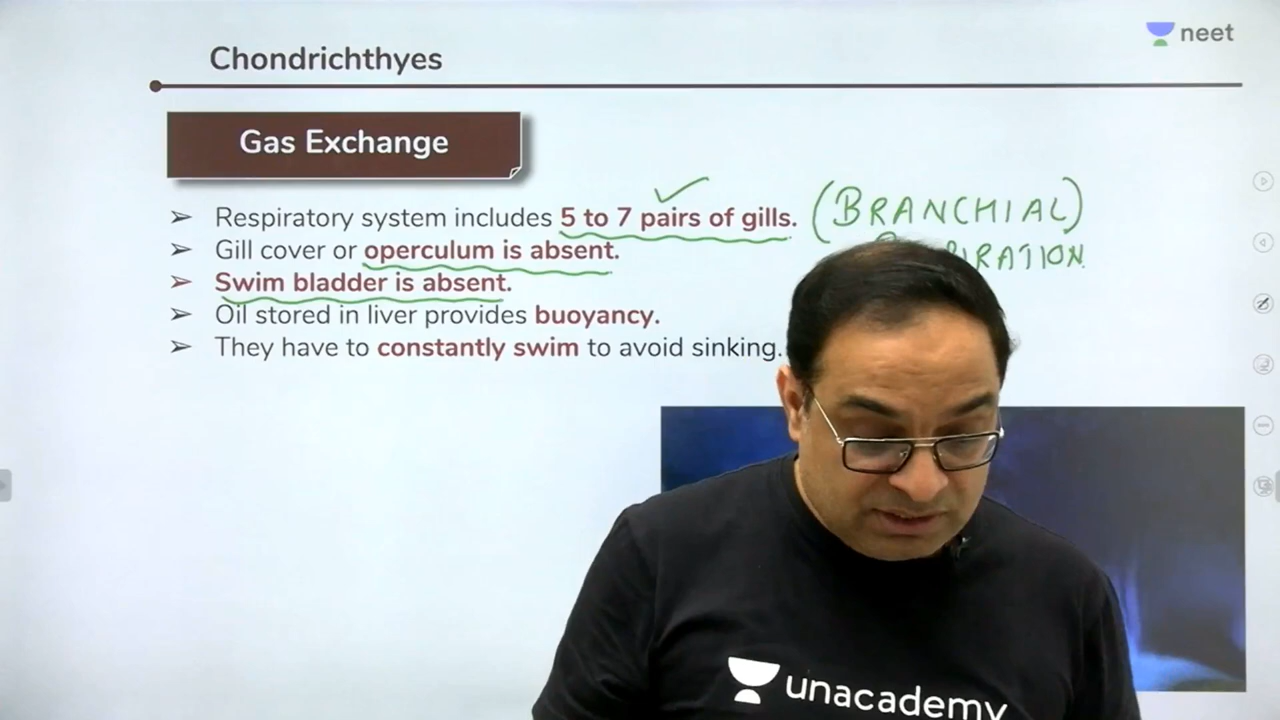 neet
Chondrichthyes
Gas Exchange
➢ Respiratory system includes 5 to 7 pairs of gills. (BRANCHIAL)
➢ Gill cover or operculum is absent.
➢ Swim bladder is absent.
➢ Oil stored in liver provides buoyancy.
➢ They have to constantly swim to avoid sinking.
unacademy